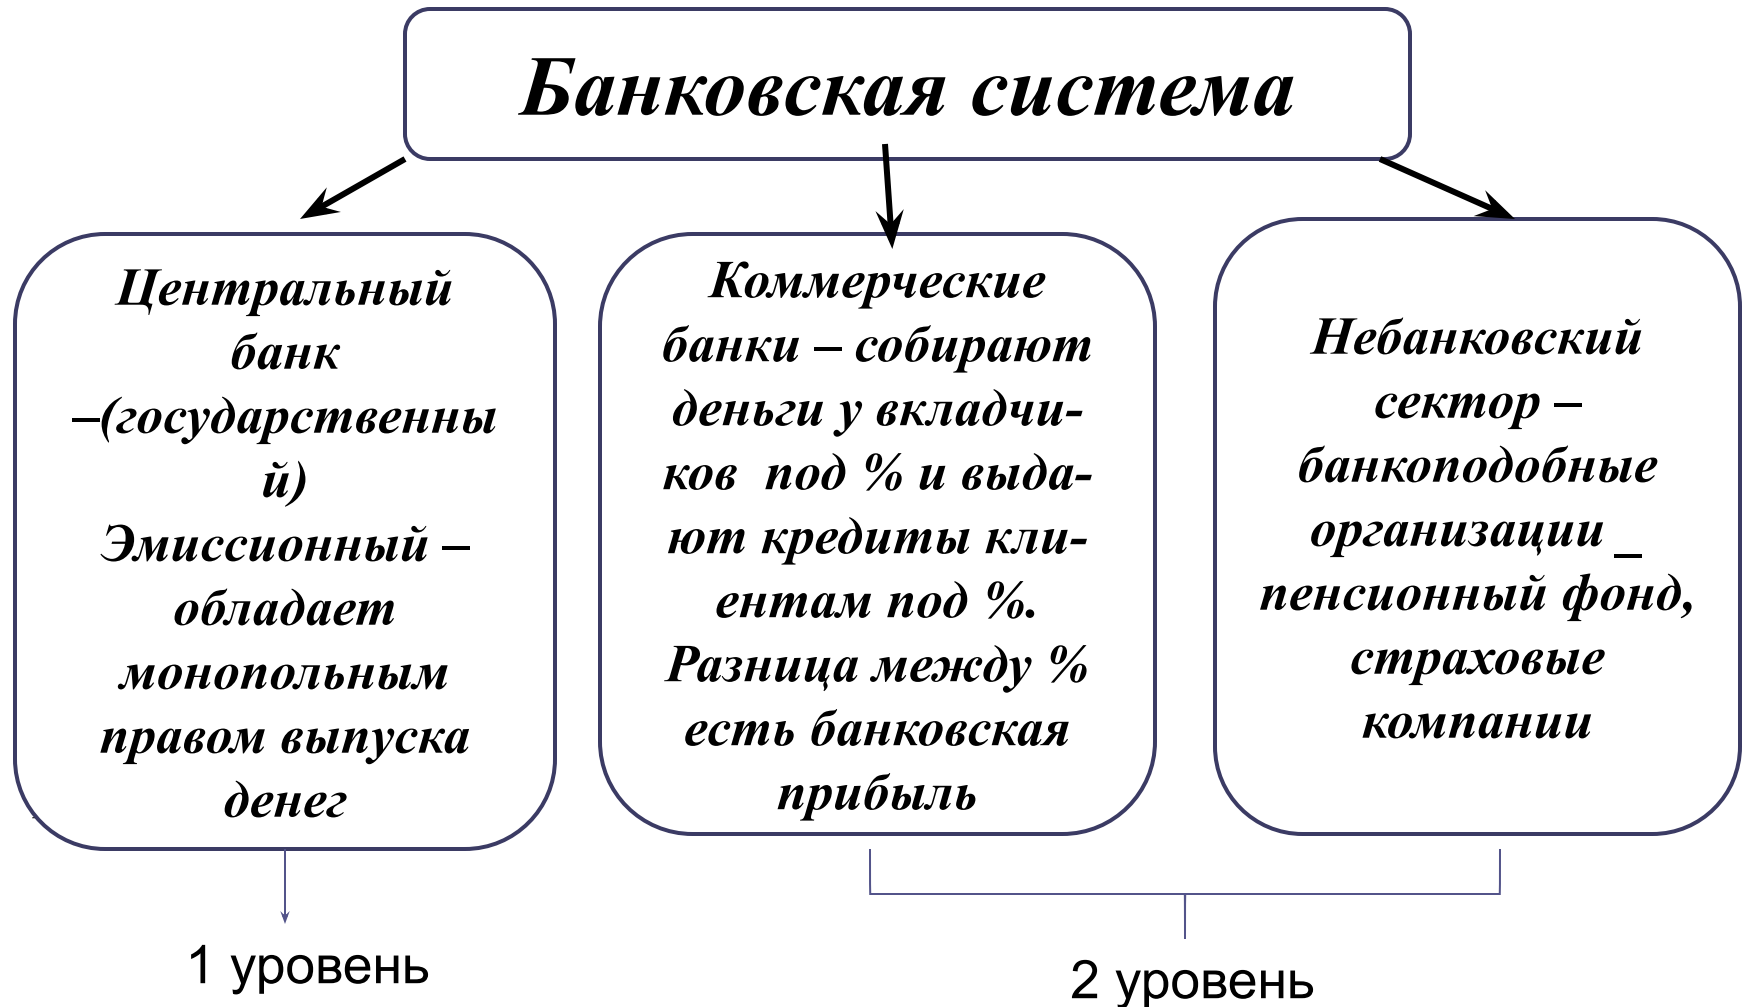 Банковская система
Центральный
банк
–(государственны
й)
Эмиссионный –
обладает
монопольным
правом выпуска
денег
Коммерческие
банки – собирают
деньги у вкладчи-
ков под % и выда-
ют кредиты кли-
ентам под %.
Разница между %
есть банковская
прибыль
Небанковский
сектор –
банкоподобные
организации _
пенсионный фонд,
страховые
компании
1 уровень
2 уровень